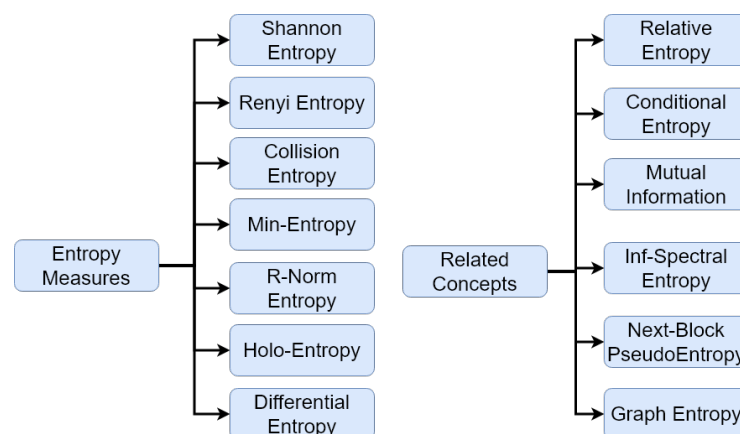 Entropy
Measures
Shannon
Entropy
Renyi Entropy
Collision
Entropy
Min-Entropy
R-Norm
Entropy
Holo-Entropy
Differential
Entropy
Related
Concepts
Relative
Entropy
Conditional
Entropy
Mutual
Information
Inf-Spectral
Entropy
Next-Block
PseudoEntropy
Graph Entropy